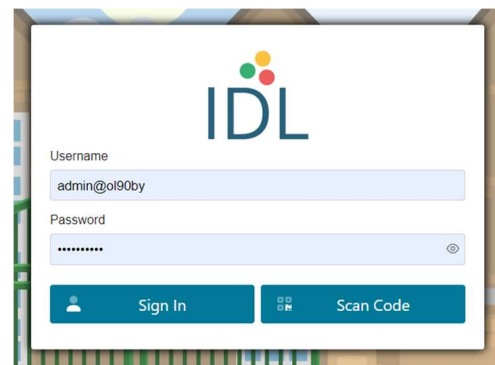 IDL
Username
admin@ol90by
Password
••••••••••
Sign In
Scan Code